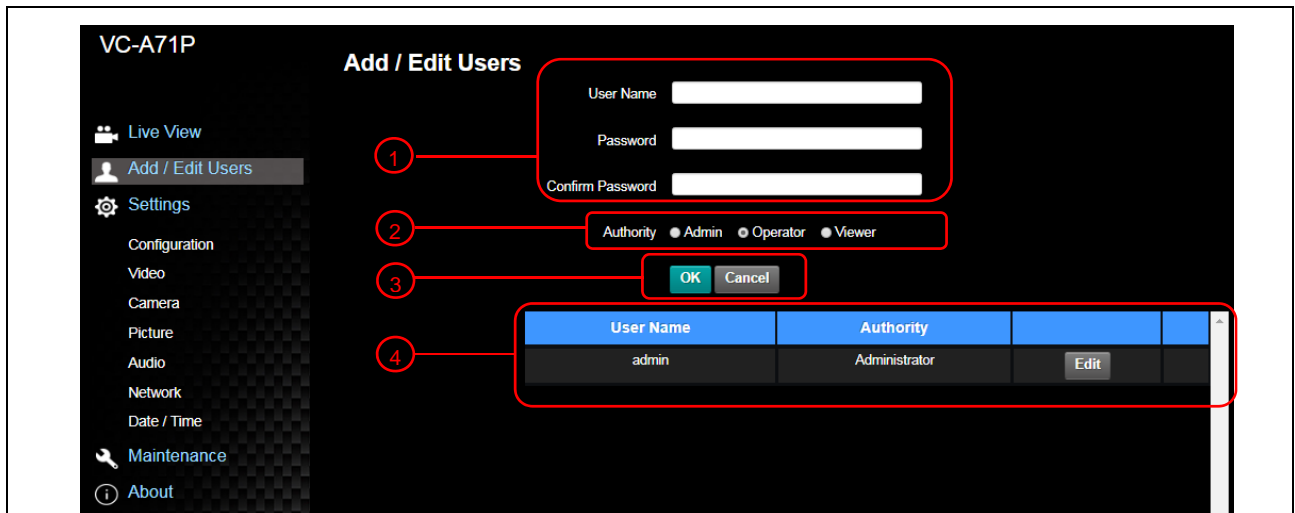 VC-A71P
Live View
Add / Edit Users
Settings
Configuration
Video
Camera
Picture
Audio
Network
Date / Time
Maintenance
About
Add / Edit Users
User Name
Password
Confirm Password
1
Authority Admin Operator Viewer
2
OK Cancel
3
User Name Authority
admin Administrator Edit
4